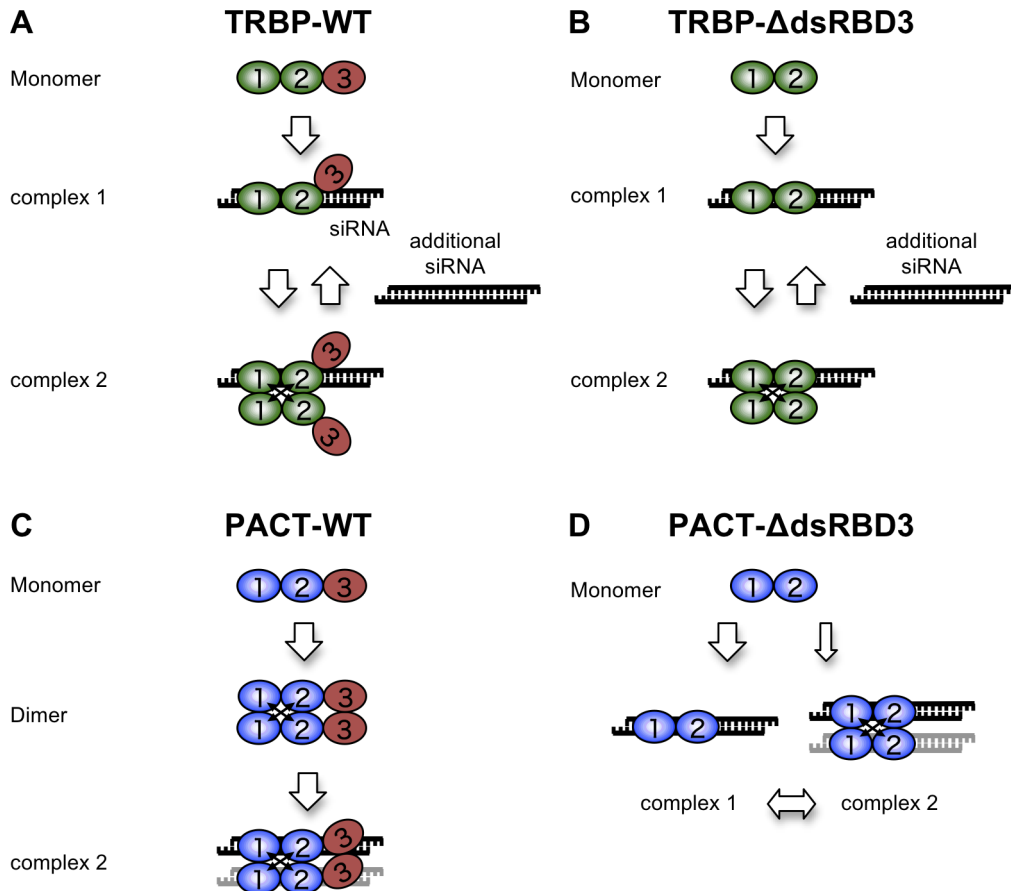 A TRBP-WT
Monomer
1 2 3
complex 1
1 2 3
siRNA
additional
siRNA
complex 2
1 2 3
1 2 3
B TRBP-ΔdsRBD3
Monomer
1 2
complex 1
1 2
additional
siRNA
complex 2
1 2
1 2
C PACT-WT
Monomer
1 2 3
Dimer
1 2 3
1 2 3
complex 2
1 2 3
1 2 3
D PACT-ΔdsRBD3
Monomer
1 2
1 2
1 2
1 2
complex 1 complex 2